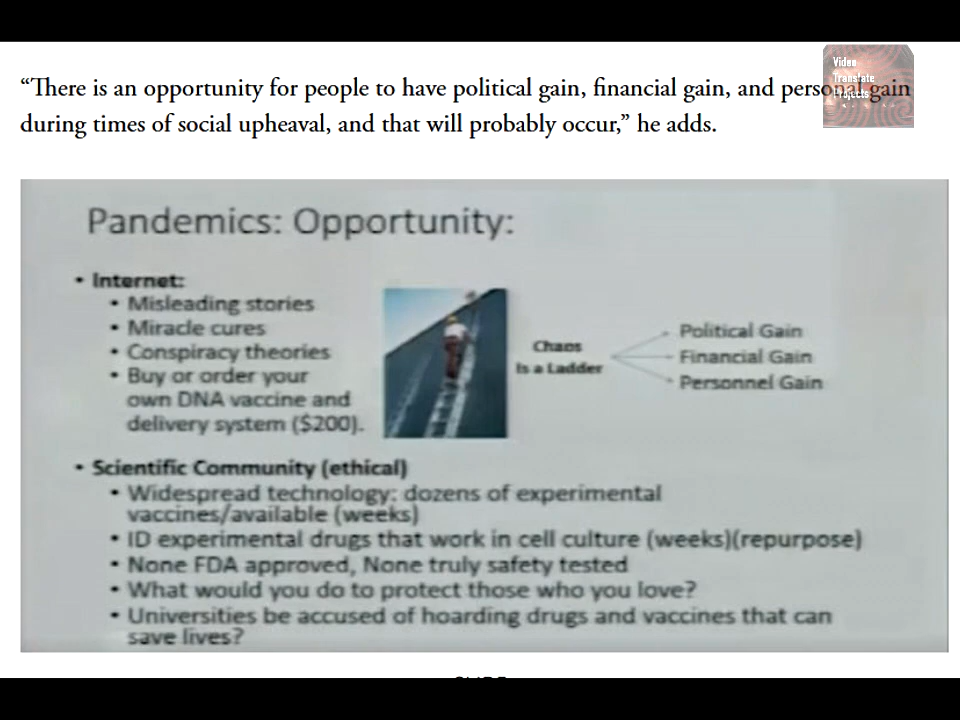 “There is an opportunity for people to have political gain, financial gain, and personal gain
during times of social upheaval, and that will probably occur,” he adds.
Video
Translate
Projects
Pandemics: Opportunity:
• Internet:
• Misleading stories
• Miracle cures
• Conspiracy theories
• Buy or order your
own DNA vaccine and
delivery system ($200).
Chaos
Is a Ladder
Political Gain
Financial Gain
Personnel Gain
• Scientific Community (ethical)
• Widespread technology: dozens of experimental
vaccines/available (weeks)
• ID experimental drugs that work in cell culture (weeks)(repurpose)
• None FDA approved, None truly safety tested
• What would you do to protect those who you love?
• Universities be accused of hoarding drugs and vaccines that can
save lives?